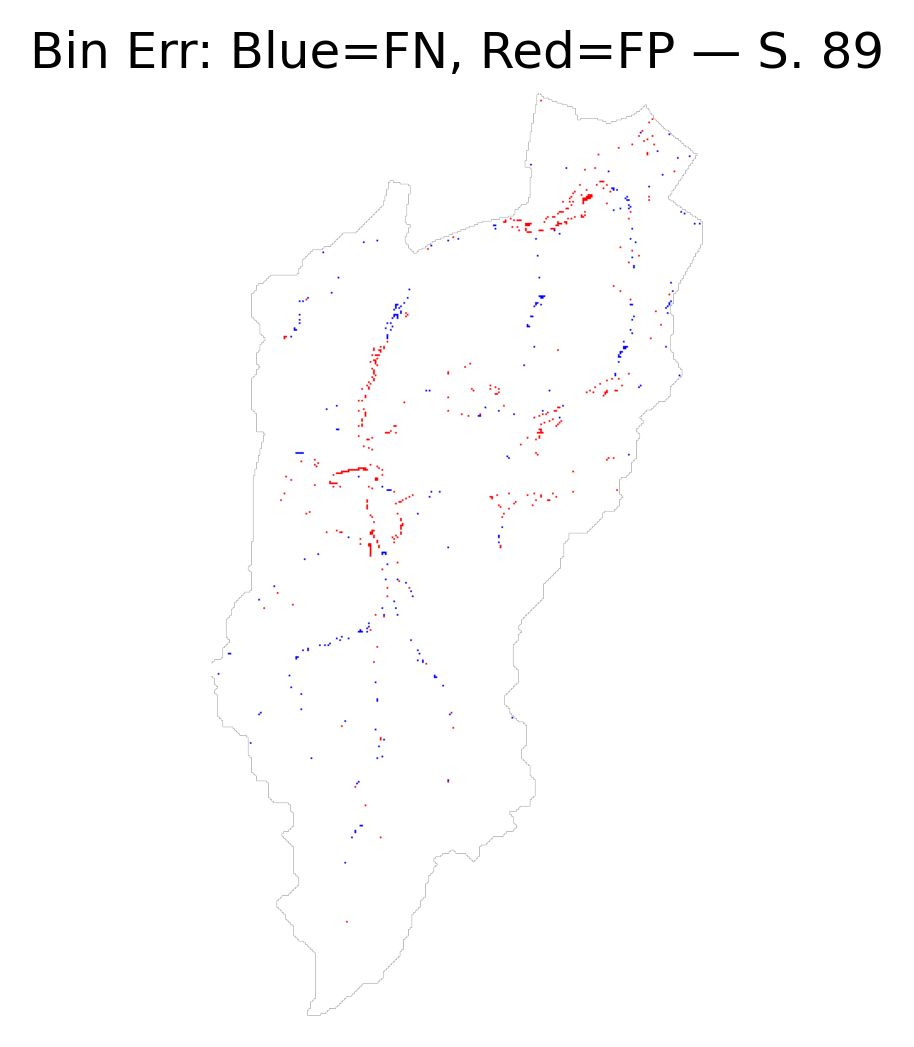 Bin Err: Blue=FN, Red=FP — S. 89